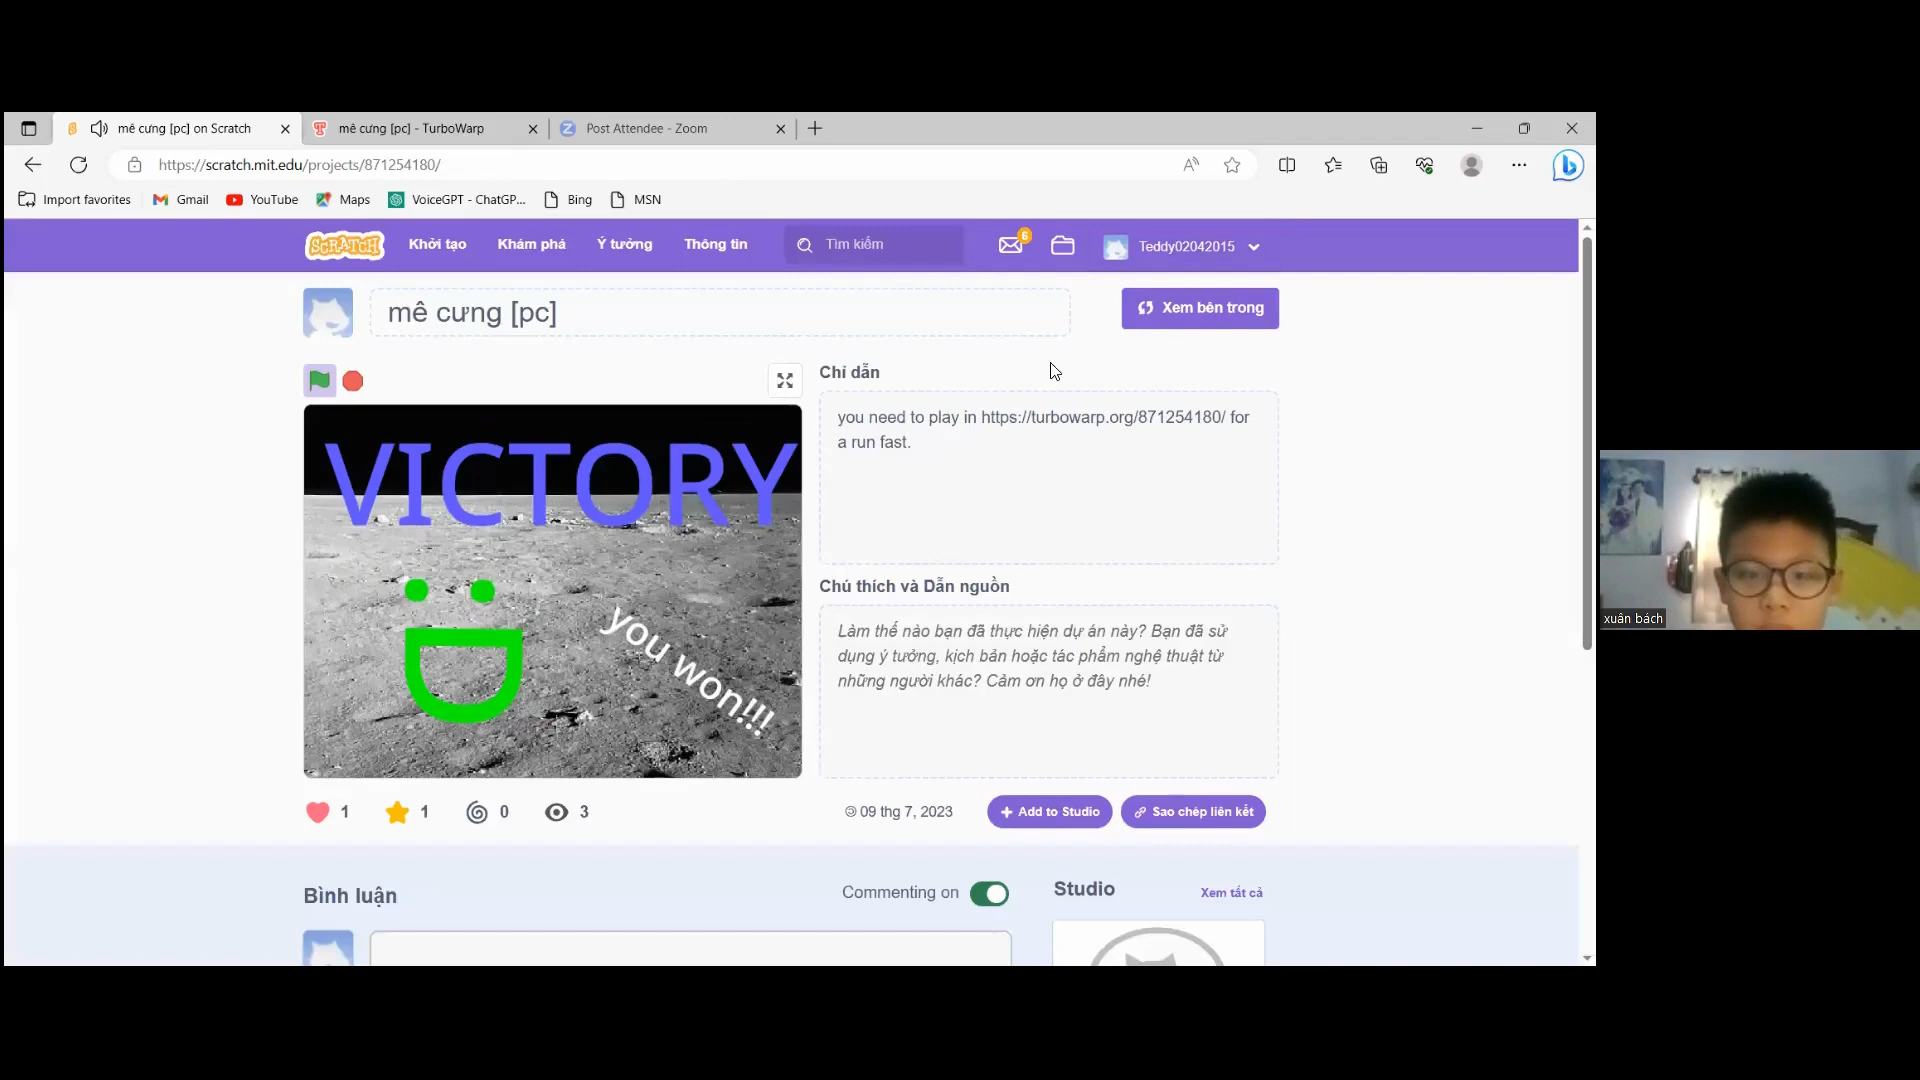 mê cưng [pc] on Scratch
mê cưng [pc] - TurboWarp
Post Attendee - Zoom
https://scratch.mit.edu/projects/871254180/
Import favorites
Gmail
YouTube
Maps
VoiceGPT - ChatGP...
Bing
MSN
SCRATCH
Khởi tạo
Khám phá
Ý tưởng
Thông tin
Tìm kiếm
6
Teddy02042015
mê cưng [pc]
Xem bên trong
Chỉ dẫn
you need to play in https://turbowarp.org/871254180/ for
a run fast.
VICTORY
you won!!!
Chú thích và Dẫn nguồn
Làm thế nào bạn đã thực hiện dự án này? Bạn đã sử
dụng ý tưởng, kịch bản hoặc tác phẩm nghệ thuật từ
những người khác? Cảm ơn họ ở đây nhé!
1
1
0
3
© 09 thg 7, 2023
Add to Studio
Sao chép liên kết
Bình luận
Commenting on
Studio
Xem tất cả
xuân bách